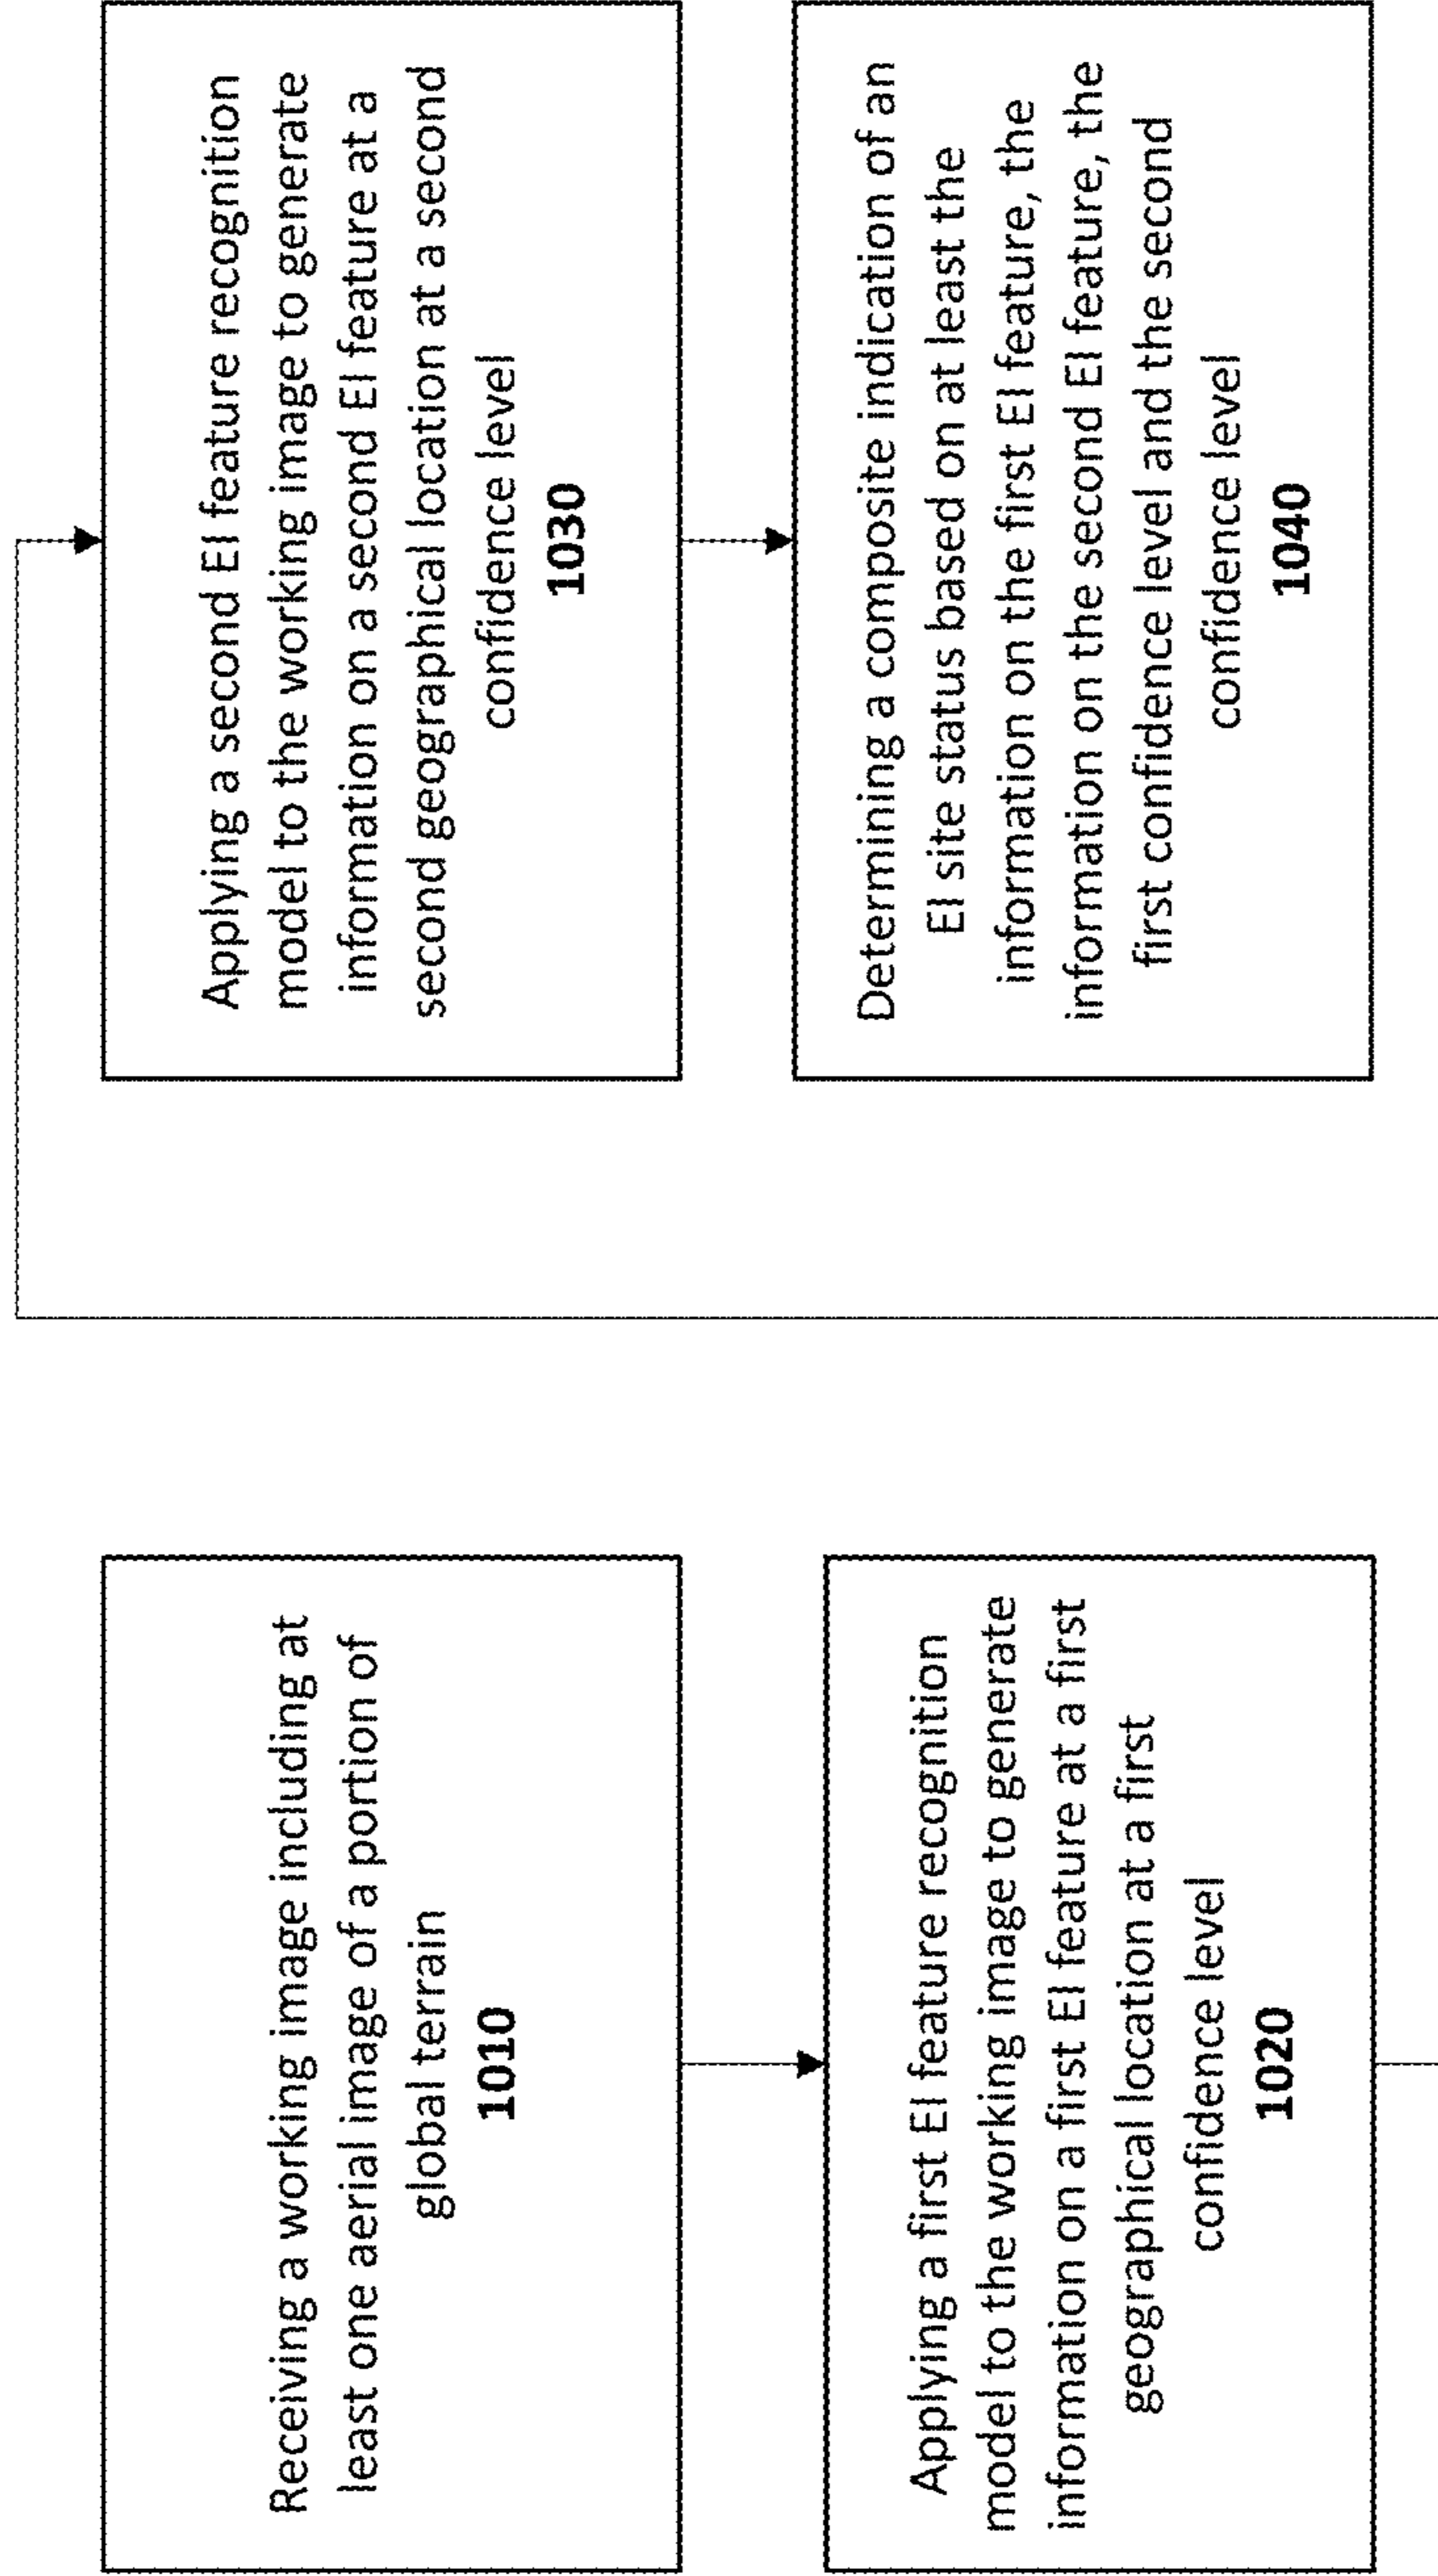 Receiving a working image including at
least one aerial image of a portion of
global terrain
1010
Applying a first EI feature recognition
model to the working image to generate
information on a first EI feature at a first
geographical location at a first
confidence level
1020
Applying a second EI feature recognition
model to the working image to generate
information on a second EI feature at a
second geographical location at a second
confidence level
1030
Determining a composite indication of an
EI site status based on at least the
information on the first EI feature, the
information on the second EI feature, the
first confidence level and the second
confidence level
1040